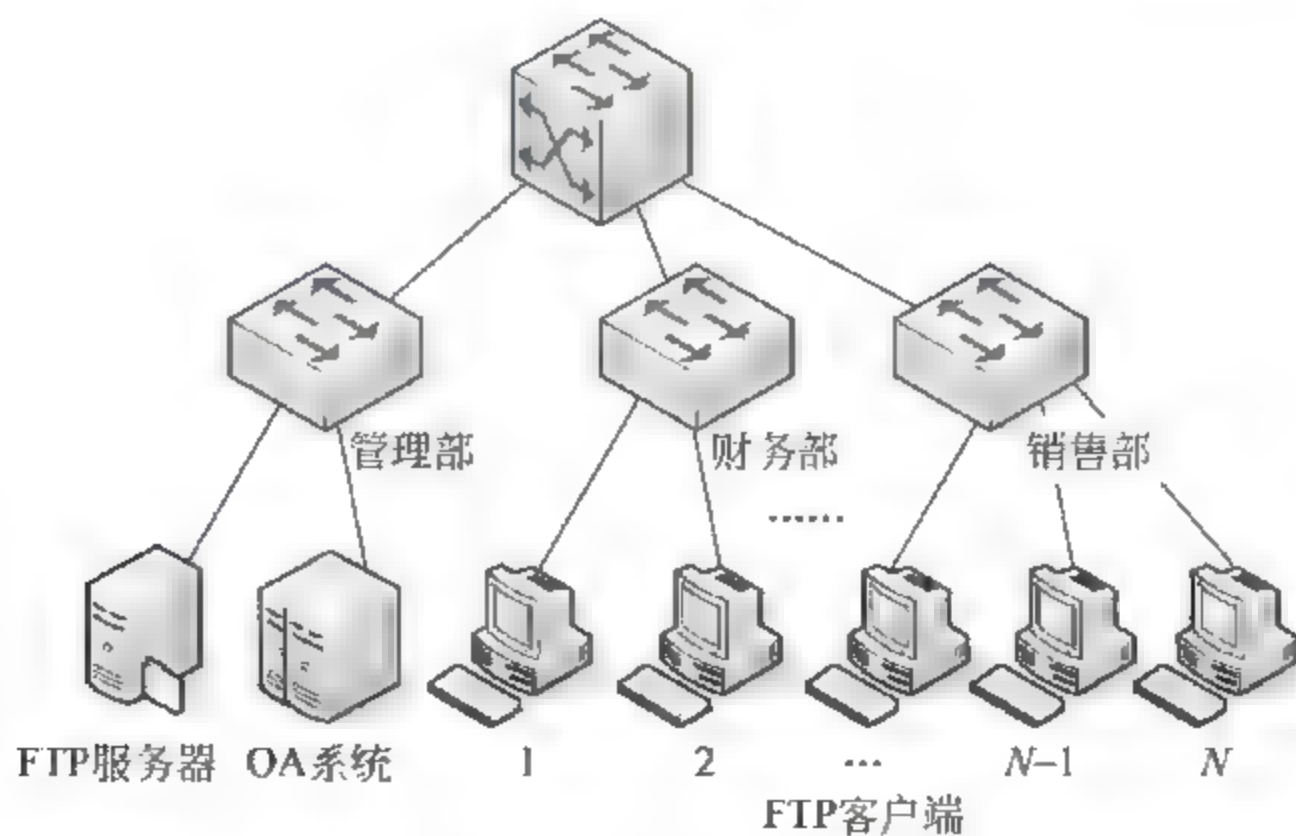 管理部
财务部
销售部
……
FTP服务器
OA系统
1
2
…
N-1
N
FTP客户端